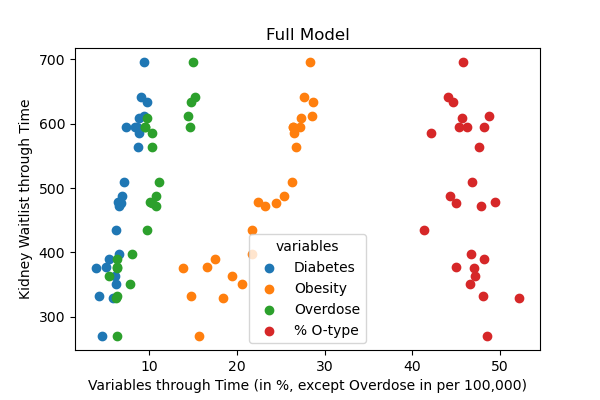 Full Model
700
600
500
400
300
Kidney Waitlist through Time
variables
Diabetes
Obesity
Overdose
% O-type
10
20
30
40
50
Variables through Time (in %, except Overdose in per 100,000)